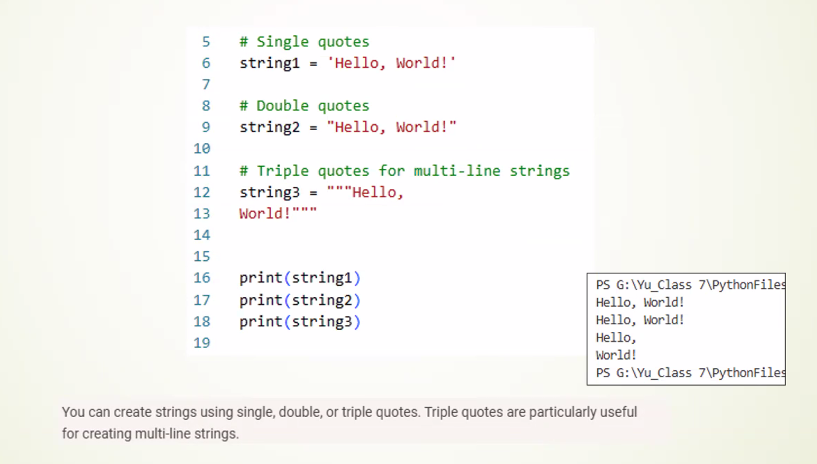 5 # Single quotes
6 string1 = 'Hello, World!'
7
8 # Double quotes
9 string2 = "Hello, World!"
10
11 # Triple quotes for multi-line strings
12 string3 = """Hello,
13 World!"""
14
15
16 print(string1)
17 print(string2)
18 print(string3)
19
PS G:\Yu_Class 7\PythonFiles
Hello, World!
Hello, World!
Hello,
World!
PS G:\Yu_Class 7\PythonFiles
You can create strings using single, double, or triple quotes. Triple quotes are particularly useful
for creating multi-line strings.